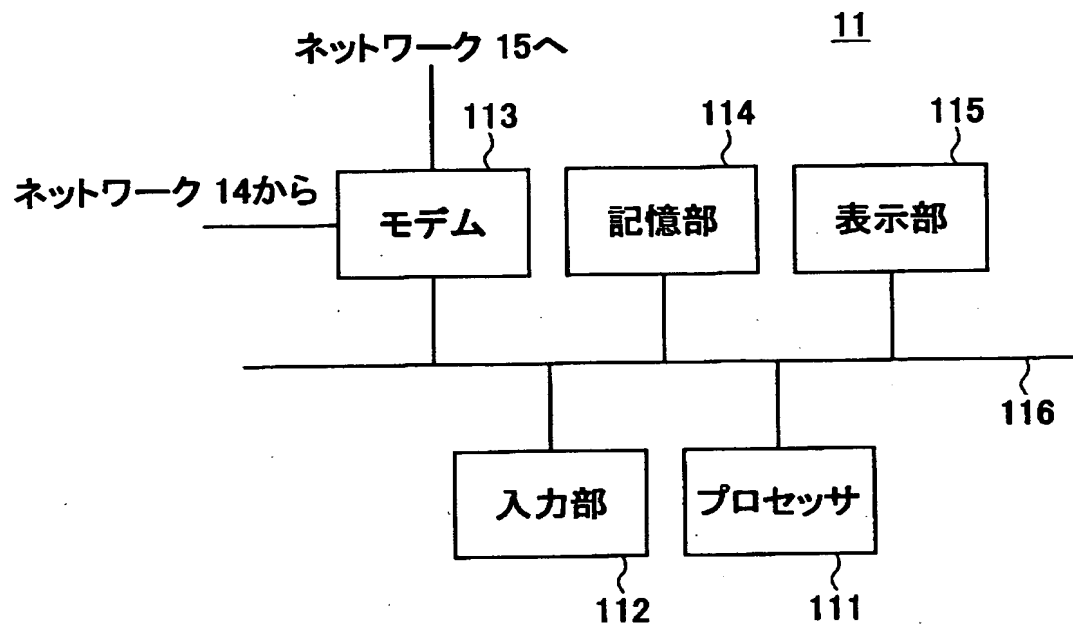 11
ネットワーク 15へ
113
114
115
ネットワーク 14から
モデム
記憶部
表示部
116
入力部
プロセッサ
112
111